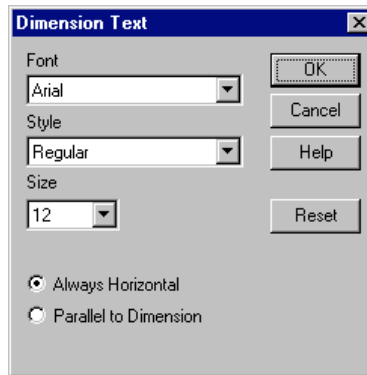 Dimension Text
Font
Arial
Style
Regular
Size
12
Always Horizontal
Parallel to Dimension
OK
Cancel
Help
Reset